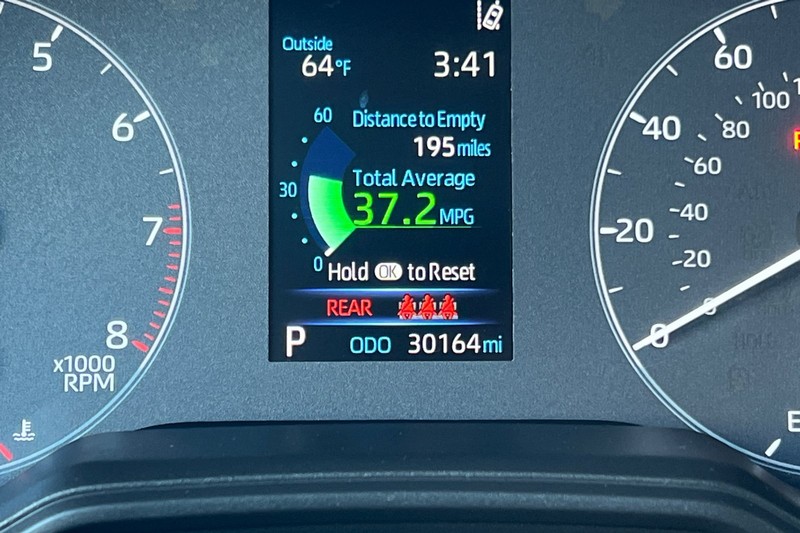 5
6
7
8
x1000
RPM
Outside
64°F 3:41
60
Distance to Empty
195 miles
Total Average
30
37.2 MPG
0
Hold OK to Reset
REAR
P ODO 30164 mi
60
40
20
0
100
80
60
40
20
0
E